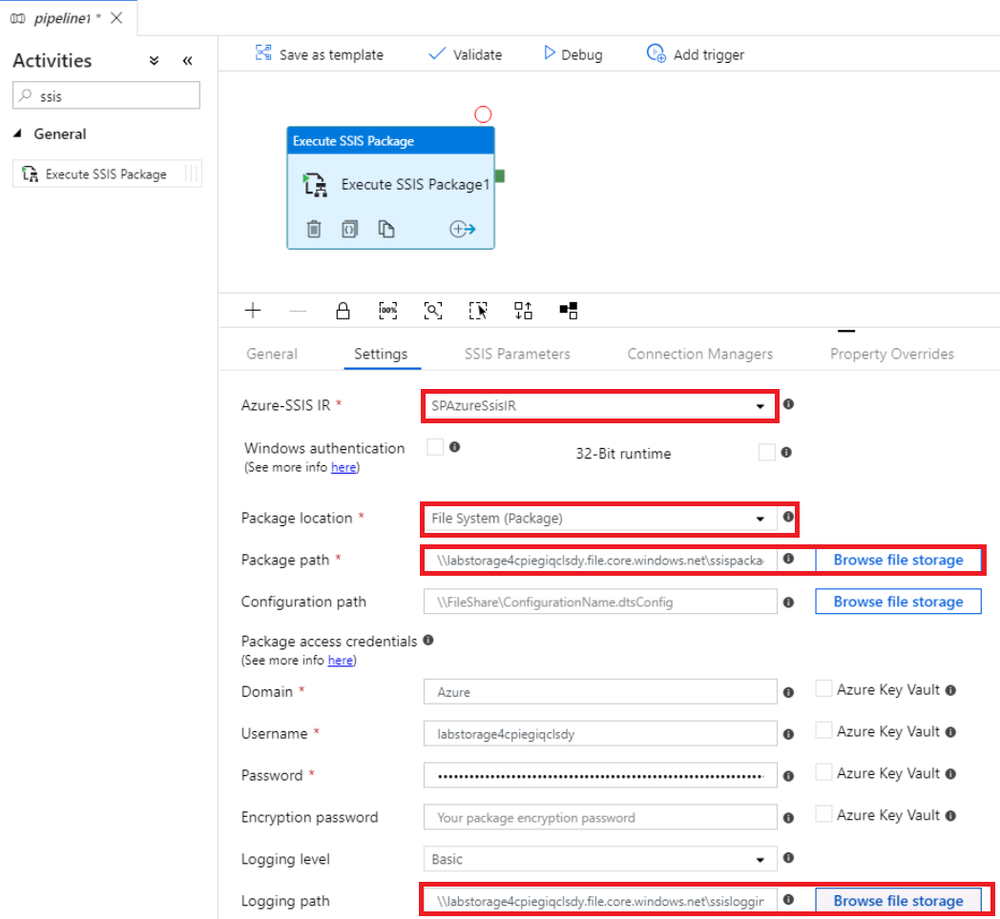 pipeline1 *
Activities
ssis
General
Execute SSIS Package
Save as template
Validate
Debug
Add trigger
Execute SSIS Package
Execute SSIS Package1
100%
General
Settings
SSIS Parameters
Connection Managers
Property Overrides
Azure-SSIS IR *
SPAzureSsisIR
Windows authentication
(See more info here)
32-Bit runtime
Package location *
File System (Package)
Package path *
\\labstorage4cpiegiqclsdy.file.core.windows.net\ssispacka
Browse file storage
Configuration path
\\FileShare\ConfigurationName.dtsConfig
Browse file storage
Package access credentials
(See more info here)
Domain *
Azure
Azure Key Vault
Username *
labstorage4cpiegiqclsdy
Azure Key Vault
Password *
Azure Key Vault
Encryption password
Your package encryption password
Azure Key Vault
Logging level
Basic
Logging path
\\labstorage4cpiegiqclsdy.file.core.windows.net\ssisloggin
Browse file storage